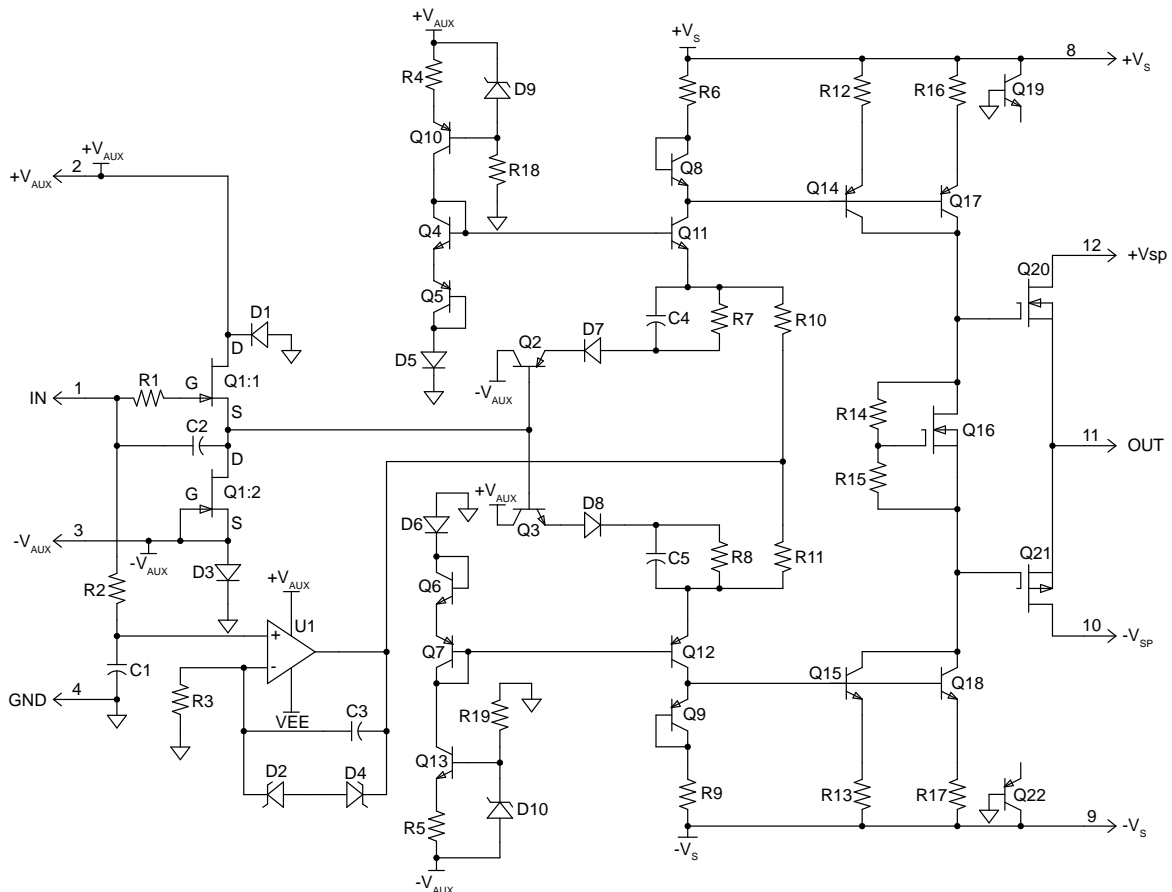 +VAUX
+VS
8
+VS
R4
D9
R6
R12
R16
Q19
Q10
+VAUX
2
+VAUX
R18
Q8
Q14
Q17
Q4
Q11
12
+Vsp
Q20
Q5
D1
C4
R7
R10
D
Q2
D7
D5
-VAUX
IN
1
R1
G
Q1:1
S
R14
Q16
C2
D
11
OUT
G
Q1:2
R15
-VAUX
3
S
-VAUX
+VAUX
D6
Q3
D8
C5
R8
R11
D3
Q21
R2
Q6
+VAUX
10
-VSP
+
U1
-
C1
Q7
Q12
Q15
Q18
GND
4
R3
VEE
C3
R19
Q9
Q13
D2
D4
R9
R13
R17
Q22
R5
D10
9
-VS
-VS
-VAUX